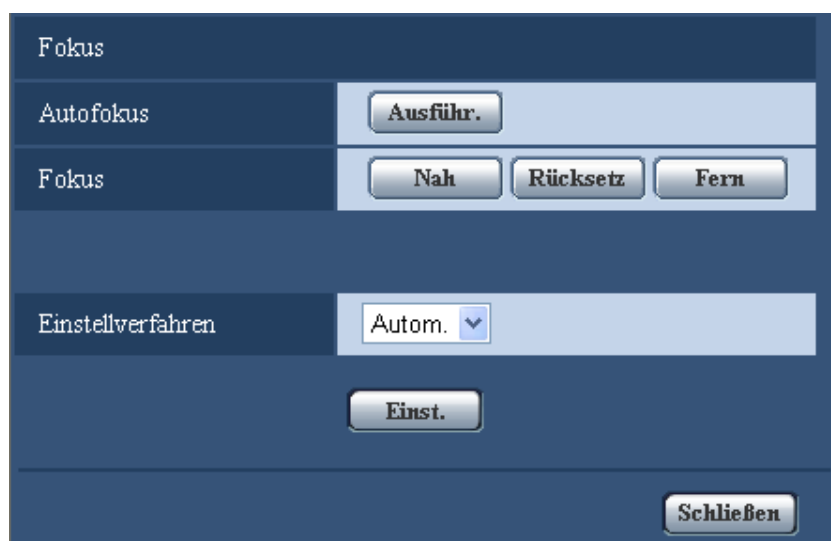 Fokus
Autofokus Ausführ.
Fokus Nah Rücksetz Fern
Einstellverfahren Autom.
Einst.
Schließen